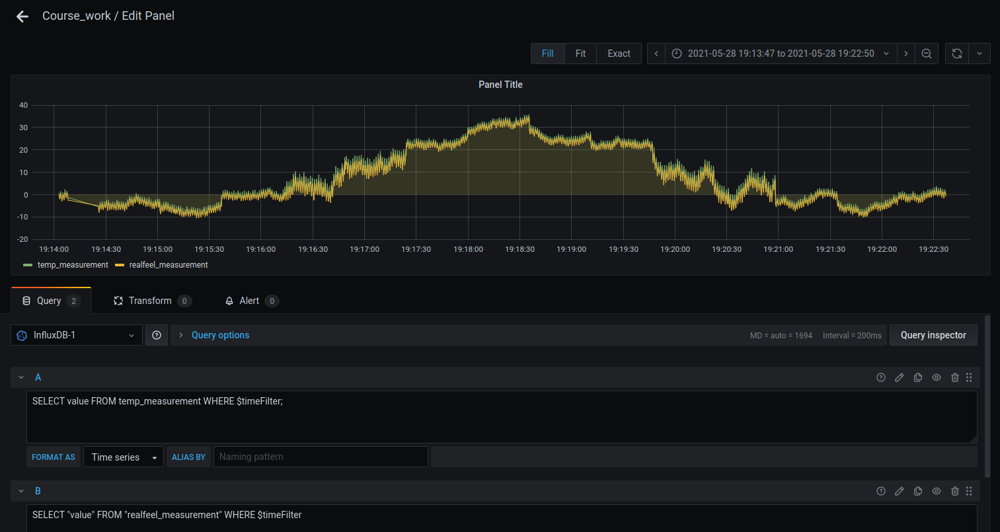 Course_work / Edit Panel
Fill Fit Exact 2021-05-28 19:13:47 to 2021-05-28 19:22:50
Panel Title
40
30
20
10
0
-10
-20
19:14:00 19:14:30 19:15:00 19:15:30 19:16:00 19:16:30 19:17:00 19:17:30 19:18:00 19:18:30 19:19:00 19:19:30 19:20:00 19:20:30 19:21:00 19:21:30 19:22:00 19:22:30
temp_measurement realfeel_measurement
Query 2 Transform 0 Alert 0
InfluxDB-1 Query options MD = auto = 1694 Interval = 200ms Query inspector
A
SELECT value FROM temp_measurement WHERE $timeFilter;
FORMAT AS Time series ALIAS BY Naming pattern
B
SELECT "value" FROM "realfeel_measurement" WHERE $timeFilter